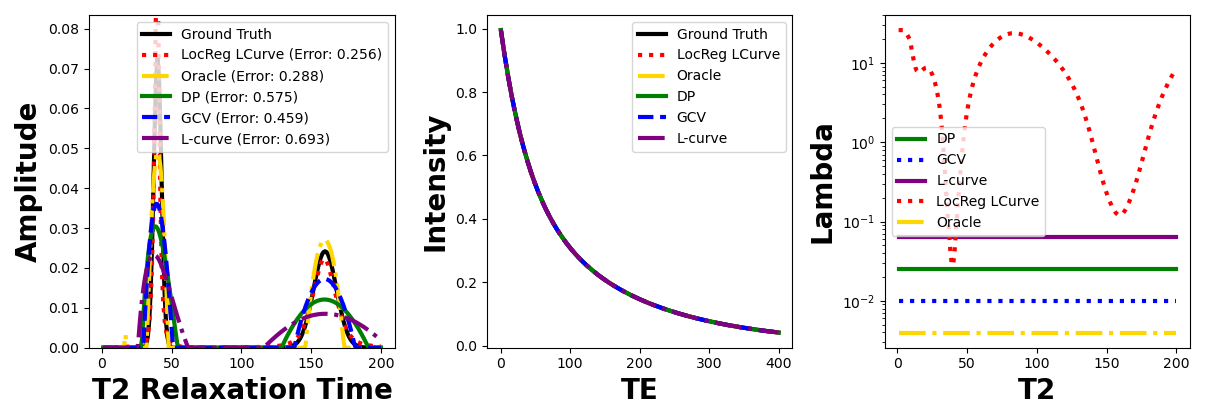 Amplitude
0.08
0.07
0.06
0.05
0.04
0.03
0.02
0.01
0.00
Ground Truth
LocReg LCurve (Error: 0.256)
Oracle (Error: 0.288)
DP (Error: 0.575)
GCV (Error: 0.459)
L-curve (Error: 0.693)
0 50 100 150 200
T2 Relaxation Time
Intensity
1.0
0.8
0.6
0.4
0.2
0.0
Ground Truth
LocReg LCurve
Oracle
DP
GCV
L-curve
0 100 200 300 400
TE
Lambda
10¹
10⁰
10⁻¹
10⁻²
DP
GCV
L-curve
LocReg LCurve
Oracle
0 50 100 150 200
T2